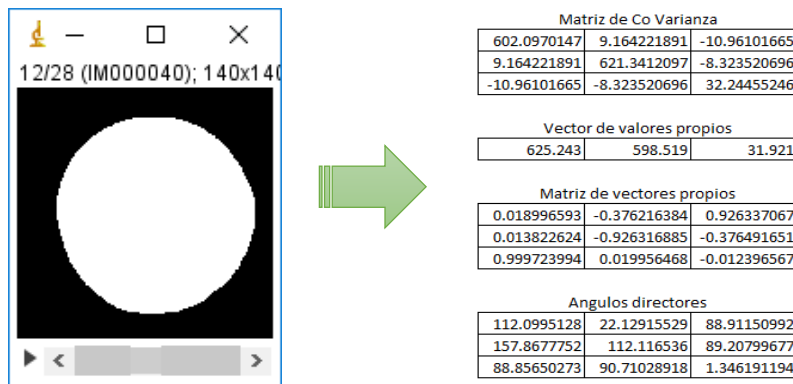 12/28 (IM000040); 140x140
Matriz de Co Varianza
602.0970147 9.164221891 -10.96101665
9.164221891 621.3412097 -8.323520696
-10.96101665 -8.323520696 32.24455246
Vector de valores propios
625.243 598.519 31.921
Matriz de vectores propios
0.018996593 -0.376216384 0.926337067
0.013822624 -0.926316885 -0.376491651
0.999723994 0.019956468 -0.012396567
Angulos directores
112.0995128 22.12915529 88.91150992
157.8677752 112.116536 89.20799677
88.85650273 90.71028918 1.346191194